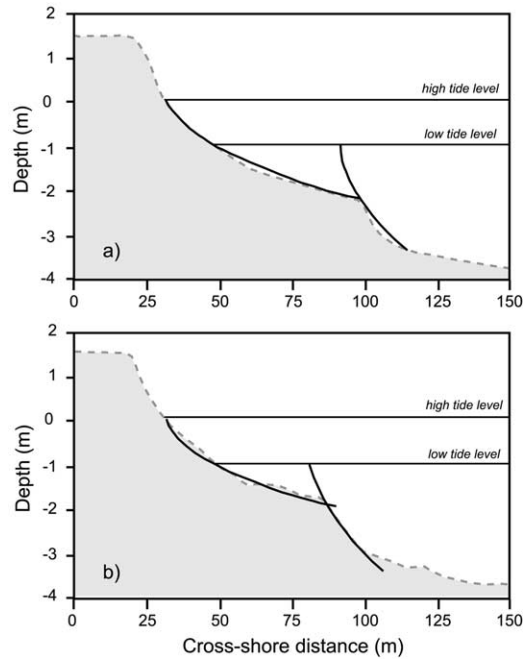 2
1
0
-1
-2
-3
-4
Depth (m)
high tide level
low tide level
a)
0 25 50 75 100 125 150
2
1
0
-1
-2
-3
-4
Depth (m)
high tide level
low tide level
b)
0 25 50 75 100 125 150
Cross-shore distance (m)